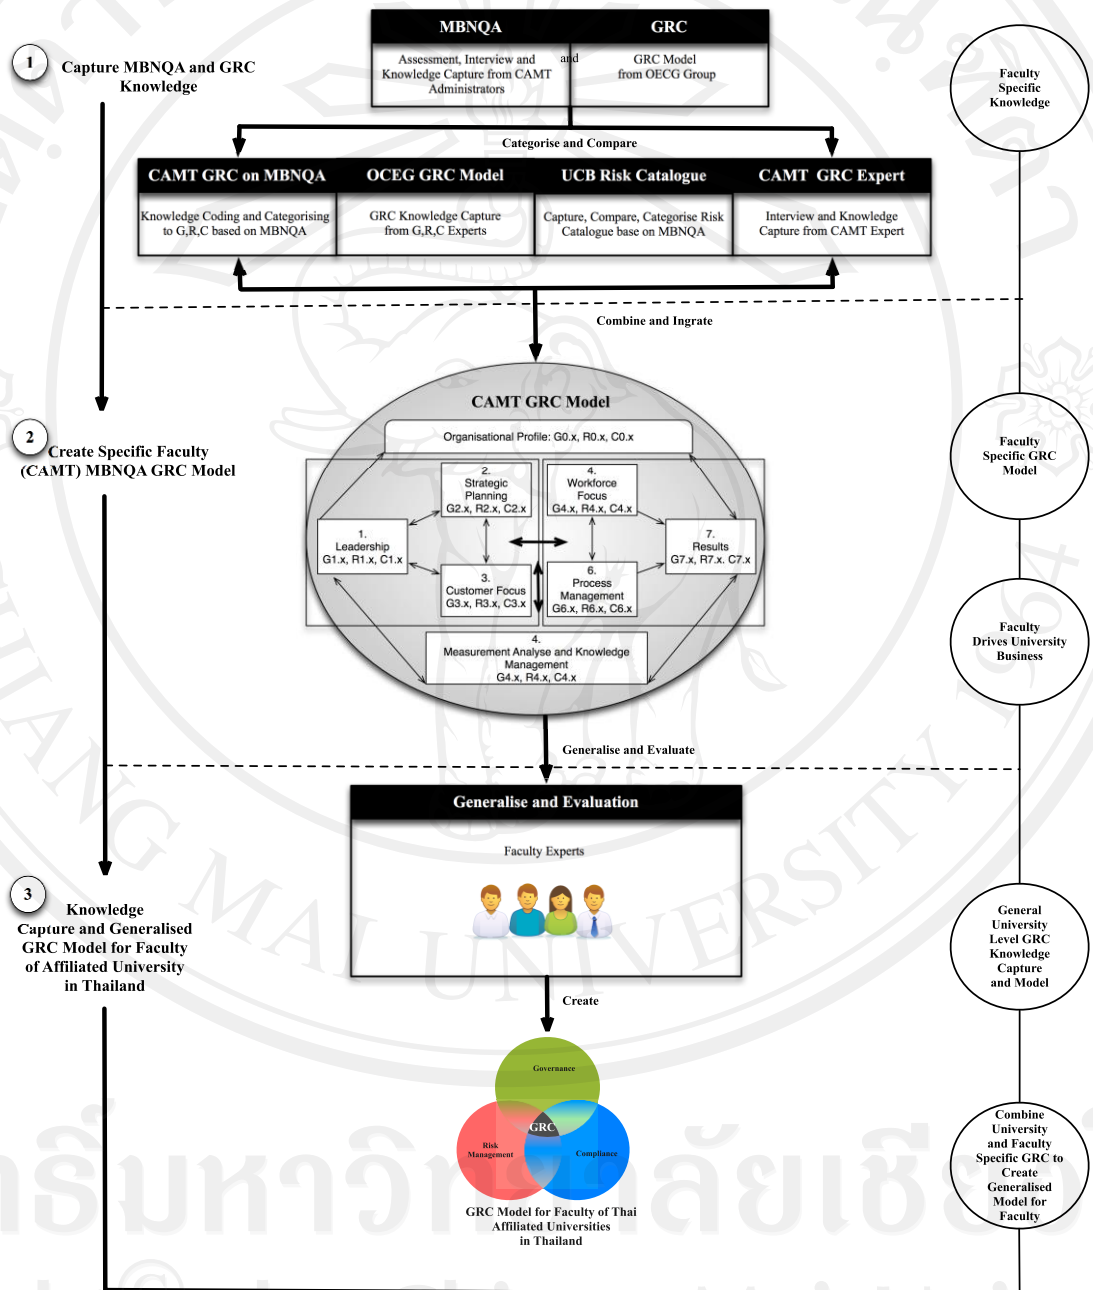 1
Capture MBNQA and GRC
Knowledge
MBNQA
GRC
Assessment, Interview and
Knowledge Capture from CAMT
Administrators
and
GRC Model
from OECG Group
Faculty
Specific
Knowledge
Categorise and Compare
CAMT GRC on MBNQA
OCEG GRC Model
UCB Risk Catalogue
CAMT GRC Expert
Knowledge Coding and Categorising
to G,R,C based on MBNQA
GRC Knowledge Capture
from G,R,C Experts
Capture, Compare, Categorise Risk
Catalogue base on MBNQA
Interview and Knowledge
Capture from CAMT Expert
Combine and Ingrate
2
Create Specific Faculty
(CAMT) MBNQA GRC Model
CAMT GRC Model
Organisational Profile: G0.x, R0.x, C0.x
2.
Strategic
Planning
G2.x, R2.x, C2.x
4.
Workforce
Focus
G4.x, R4.x, C4.x
1.
Leadership
G1.x, R1.x, C1.x
7.
Results
G7.x, R7.x. C7.x
3.
Customer Focus
G3.x, R3.x, C3.x
6.
Process
Management
G6.x, R6.x, C6.x
4.
Measurement Analyse and Knowledge
Management
G4.x, R4.x, C4.x
Faculty
Specific GRC
Model
Faculty
Drives University
Business
Generalise and Evaluate
Generalise and Evaluation
Faculty Experts
3
Knowledge
Capture and Generalised
GRC Model for Faculty
of Affiliated University
in Thailand
General
University
Level GRC
Knowledge
Capture
and Model
Create
Governance
GRC
Risk
Management
Compliance
GRC Model for Faculty of Thai
Affiliated Universities
in Thailand
Combine
University
and Faculty
Specific GRC to
Create
Generalised
Model for
Faculty
CHIANG MAI UNIVERSITY 1964